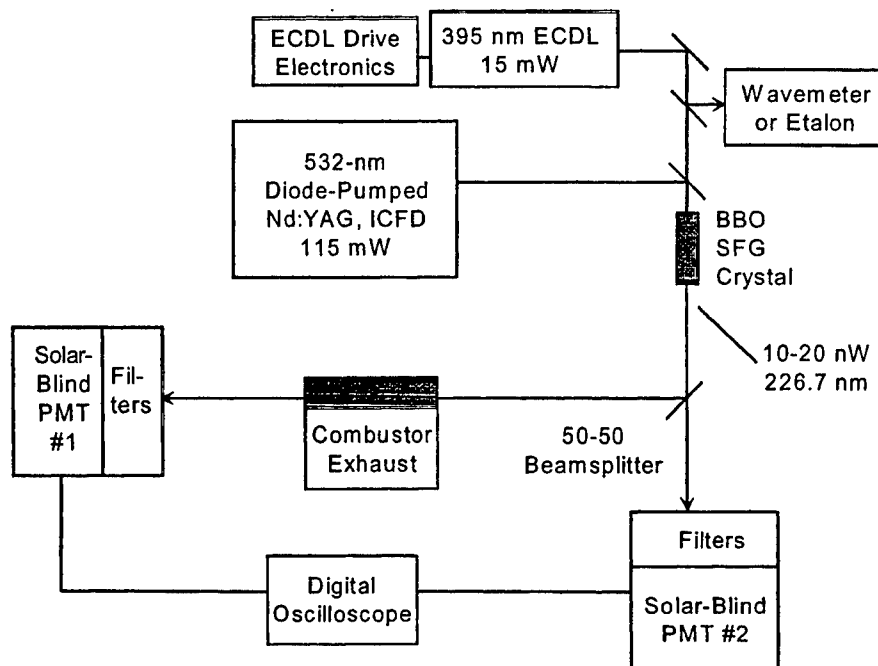 ECDL Drive
Electronics
395 nm ECDL
15 mW
Wavemeter
or Etalon
532-nm
Diode-Pumped
Nd:YAG, ICFD
115 mW
BBO
SFG
Crystal
10-20 nW
226.7 nm
Solar-
Blind
PMT
#1
Fil-
ters
Combustor
Exhaust
50-50
Beamsplitter
Filters
Solar-Blind
PMT #2
Digital
Oscilloscope